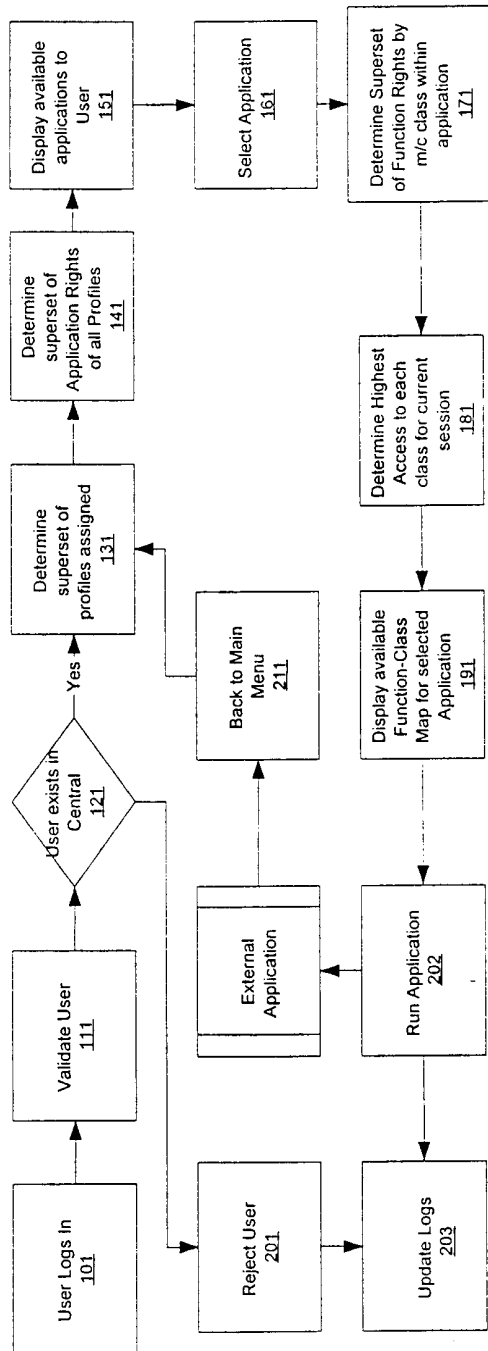 User Logs In
101
Validate User
111
User exists in
Central
121
Yes
Determine
superset of
profiles assigned
131
Determine
superset of
Application Rights
of all Profiles
141
Display available
applications to
User
151
Select Application
161
Determine Superset
of Function Rights by
m/c class within
application
171
Determine Highest
Access to each
class for current
session
181
Display available
Function-Class
Map for selected
Application
191
Run Application
202
External
Application
Back to Main
Menu
211
Reject User
201
Update Logs
203